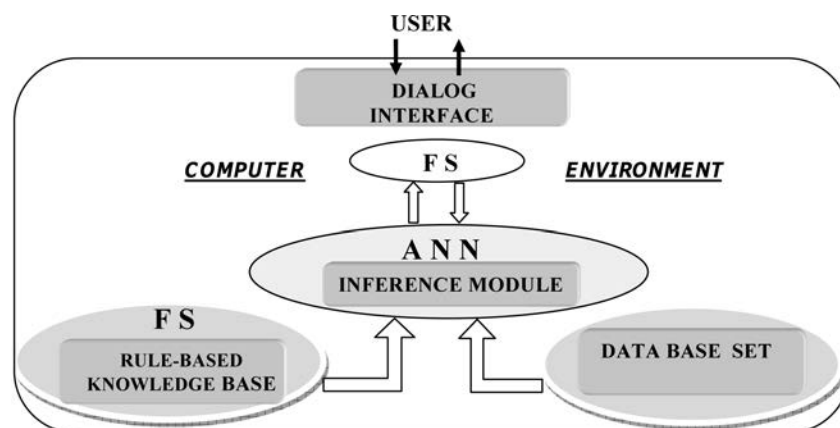 USER
DIALOG
INTERFACE
F S
COMPUTER ENVIRONMENT
A N N
INFERENCE MODULE
F S
RULE-BASED
KNOWLEDGE BASE
DATA BASE SET